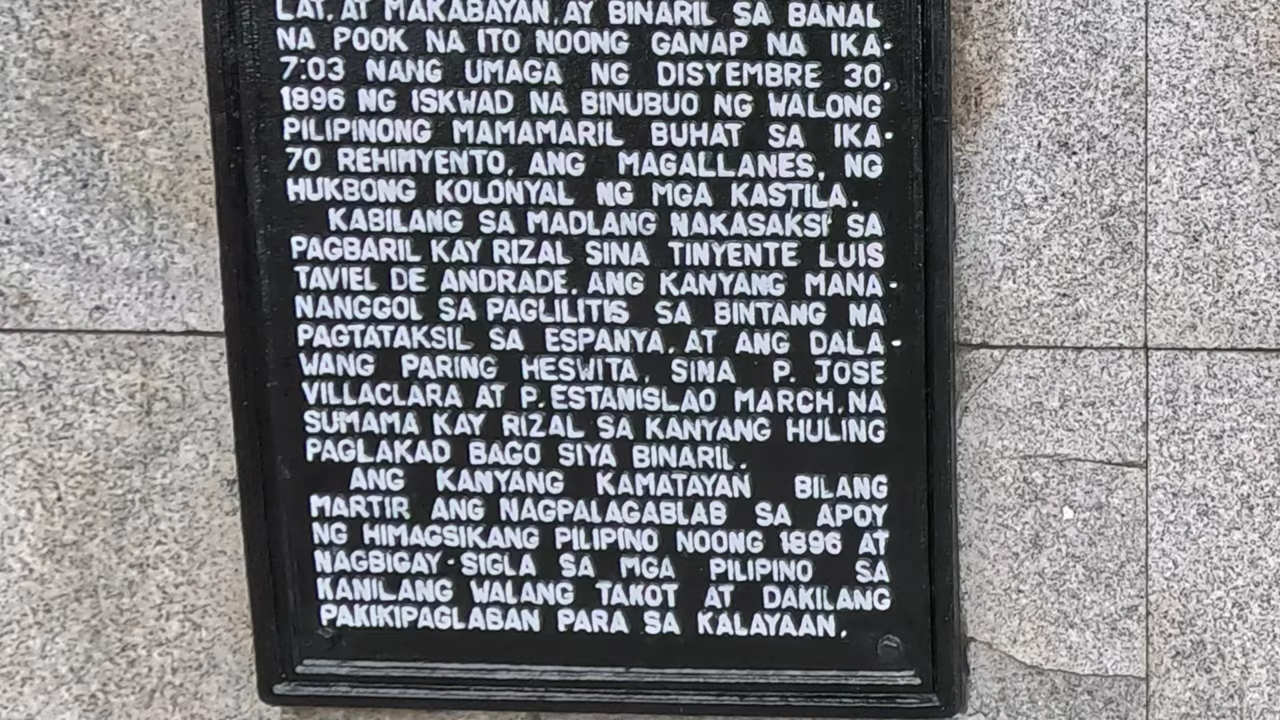 LAT, AT MAKABAYAN, AY BINARIL SA BANAL
NA POOK NA ITO NOONG GANAP NA IKA-
7:03 NANG UMAGA NG DISYEMBRE 30,
1896 NG ISKWAD NA BINUBUO NG WALONG
PILIPINONG MAMAMARIL BUHAT SA IKA-
70 REHIMYENTO, ANG MAGALLANES, NG
HUKBONG KOLONYAL NG MGA KASTILA.
KABILANG SA MADLANG NAKASAKSI SA
PAGBARIL KAY RIZAL SINA TINYENTE LUIS
TAVIEL DE ANDRADE, ANG KANYANG MANA-
NANGGOL SA PAGLILITIS SA BINTANG NA
PAGTATAKSIL SA ESPANYA, AT ANG DALA-
WANG PARING HESWITA, SINA P. JOSE
VILLACLARA AT P. ESTANISLAO MARCH, NA
SUMAMA KAY RIZAL SA KANYANG HULING
PAGLAKAD BAGO SIYA BINARIL.
ANG KANYANG KAMATAYAN BILANG
MARTIR ANG NAGPALAGABLAB SA APOY
NG HIMAGSIKANG PILIPINO NOONG 1896 AT
NAGBIGAY-SIGLA SA MGA PILIPINO SA
KANILANG WALANG TAKOT AT DAKILANG
PAKIKIPAGLABAN PARA SA KALAYAAN.